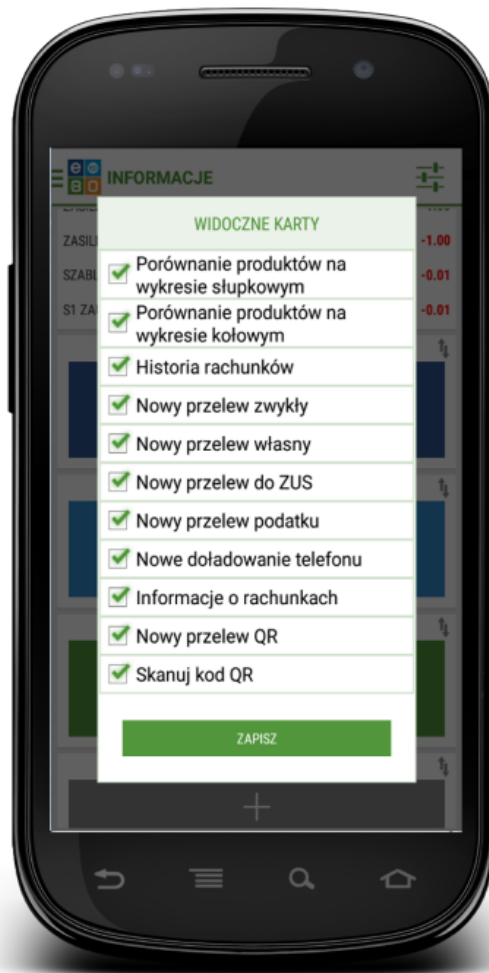 INFORMACJE
WIDOCZNE KARTY
ZASIL
-1.00
SZABL
-0.01
S1 ZA
-0.01
Porównanie produktów na
wykresie słupkowym
Porównanie produktów na
wykresie kołowym
Historia rachunków
Nowy przelew zwykły
Nowy przelew własny
Nowy przelew do ZUS
Nowy przelew podatku
Nowe doładowanie telefonu
Informacje o rachunkach
Nowy przelew QR
Skanuj kod QR
ZAPISZ